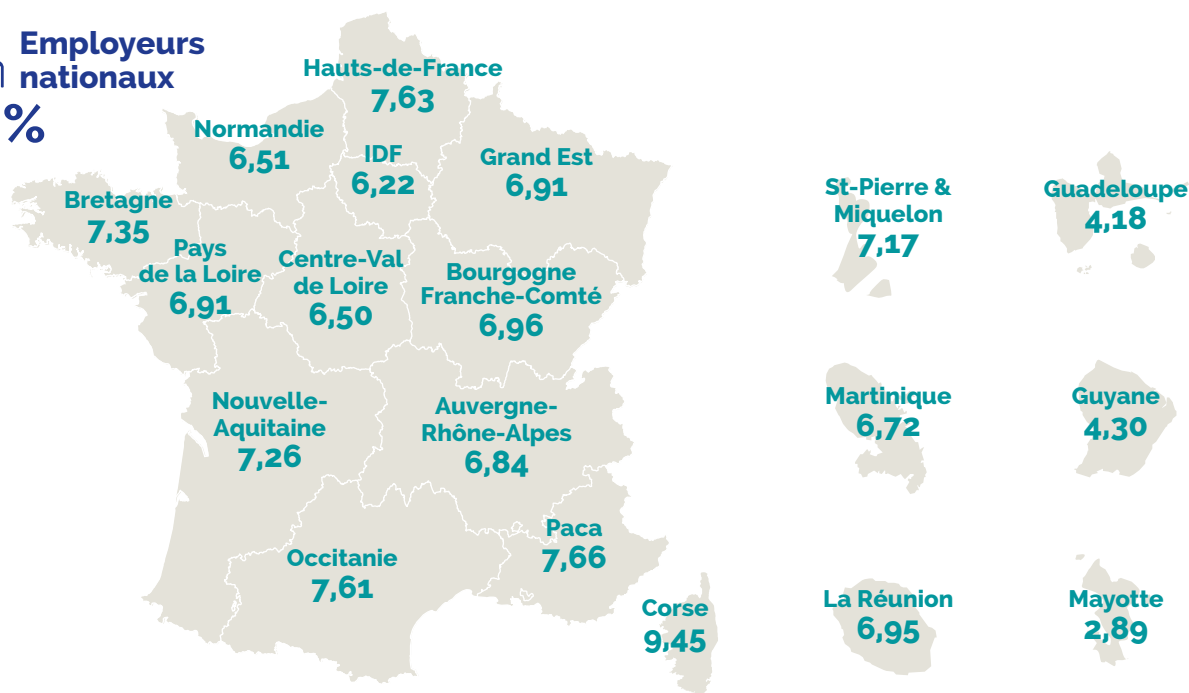 Employeurs
nationaux
%
Hauts-de-France
7,63
Normandie
6,51
IDF
6,22
Grand Est
6,91
Bretagne
7,35
Pays
de la Loire
6,91
Centre-Val
de Loire
6,50
Bourgogne
Franche-Comté
6,96
Nouvelle-
Aquitaine
7,26
Auvergne-
Rhône-Alpes
6,84
Occitanie
7,61
Paca
7,66
Corse
9,45
St-Pierre &
Miquelon
7,17
Guadeloupe
4,18
Martinique
6,72
Guyane
4,30
La Réunion
6,95
Mayotte
2,89